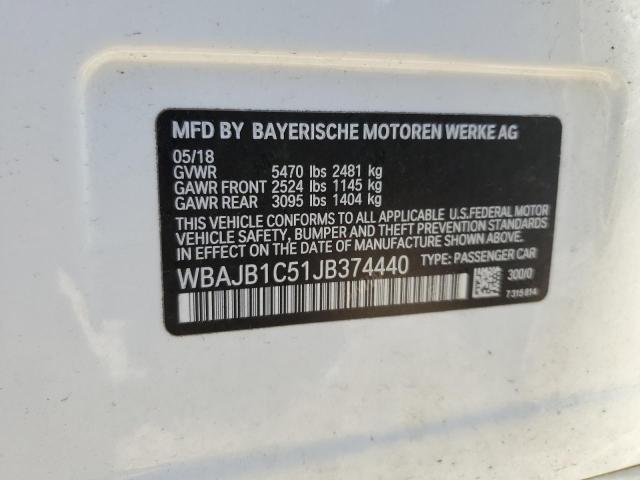 MFD BY BAYERISCHE MOTOREN WERKE AG
05/18
GVWR 5470 lbs 2481 kg
GAWR FRONT 2524 lbs 1145 kg
GAWR REAR 3095 lbs 1404 kg
THIS VEHICLE CONFORMS TO ALL APPLICABLE U.S.FEDERAL MOTOR
VEHICLE SAFETY, BUMPER AND THEFT PREVENTION STANDARDS
IN EFFECT ON THE DATE OF MANUFACTURE SHOWN ABOVE.
WBAJB1C51JB374440 TYPE: PASSENGER CAR
300/0
7315814